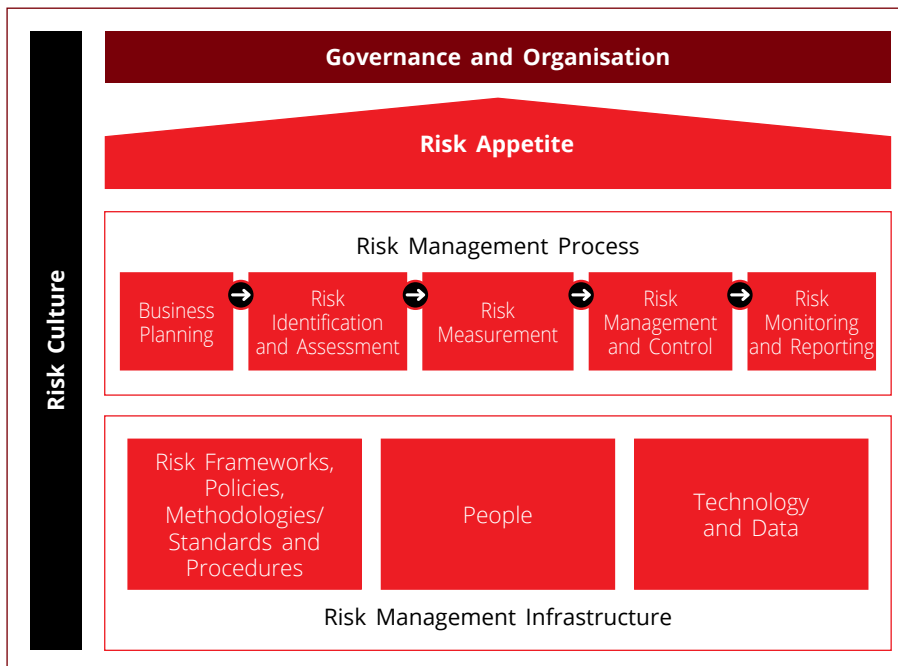 Risk Culture
Governance and Organisation
Risk Appetite
Risk Management Process
Business
Planning
Risk
Identification
and Assessment
Risk
Measurement
Risk
Management
and Control
Risk
Monitoring
and Reporting
Risk Frameworks,
Policies,
Methodologies/
Standards and
Procedures
People
Technology
and Data
Risk Management Infrastructure